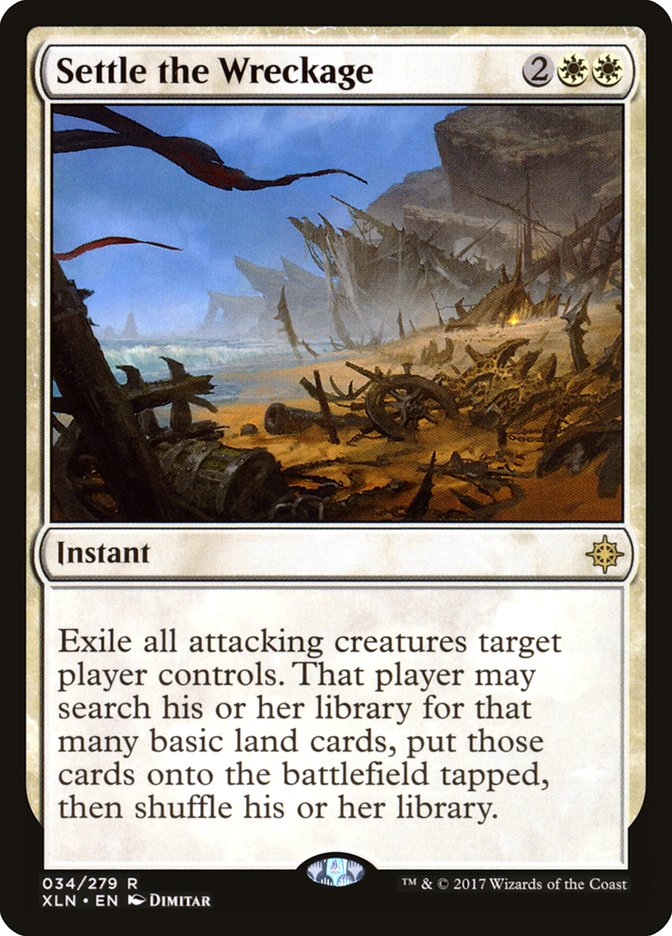 Settle the Wreckage 2
Instant
Exile all attacking creatures target
player controls. That player may
search his or her library for that
many basic land cards, put those
cards onto the battlefield tapped,
then shuffle his or her library.
034/279 R
XLN • EN DIMITAR
™ & © 2017 Wizards of the Coast